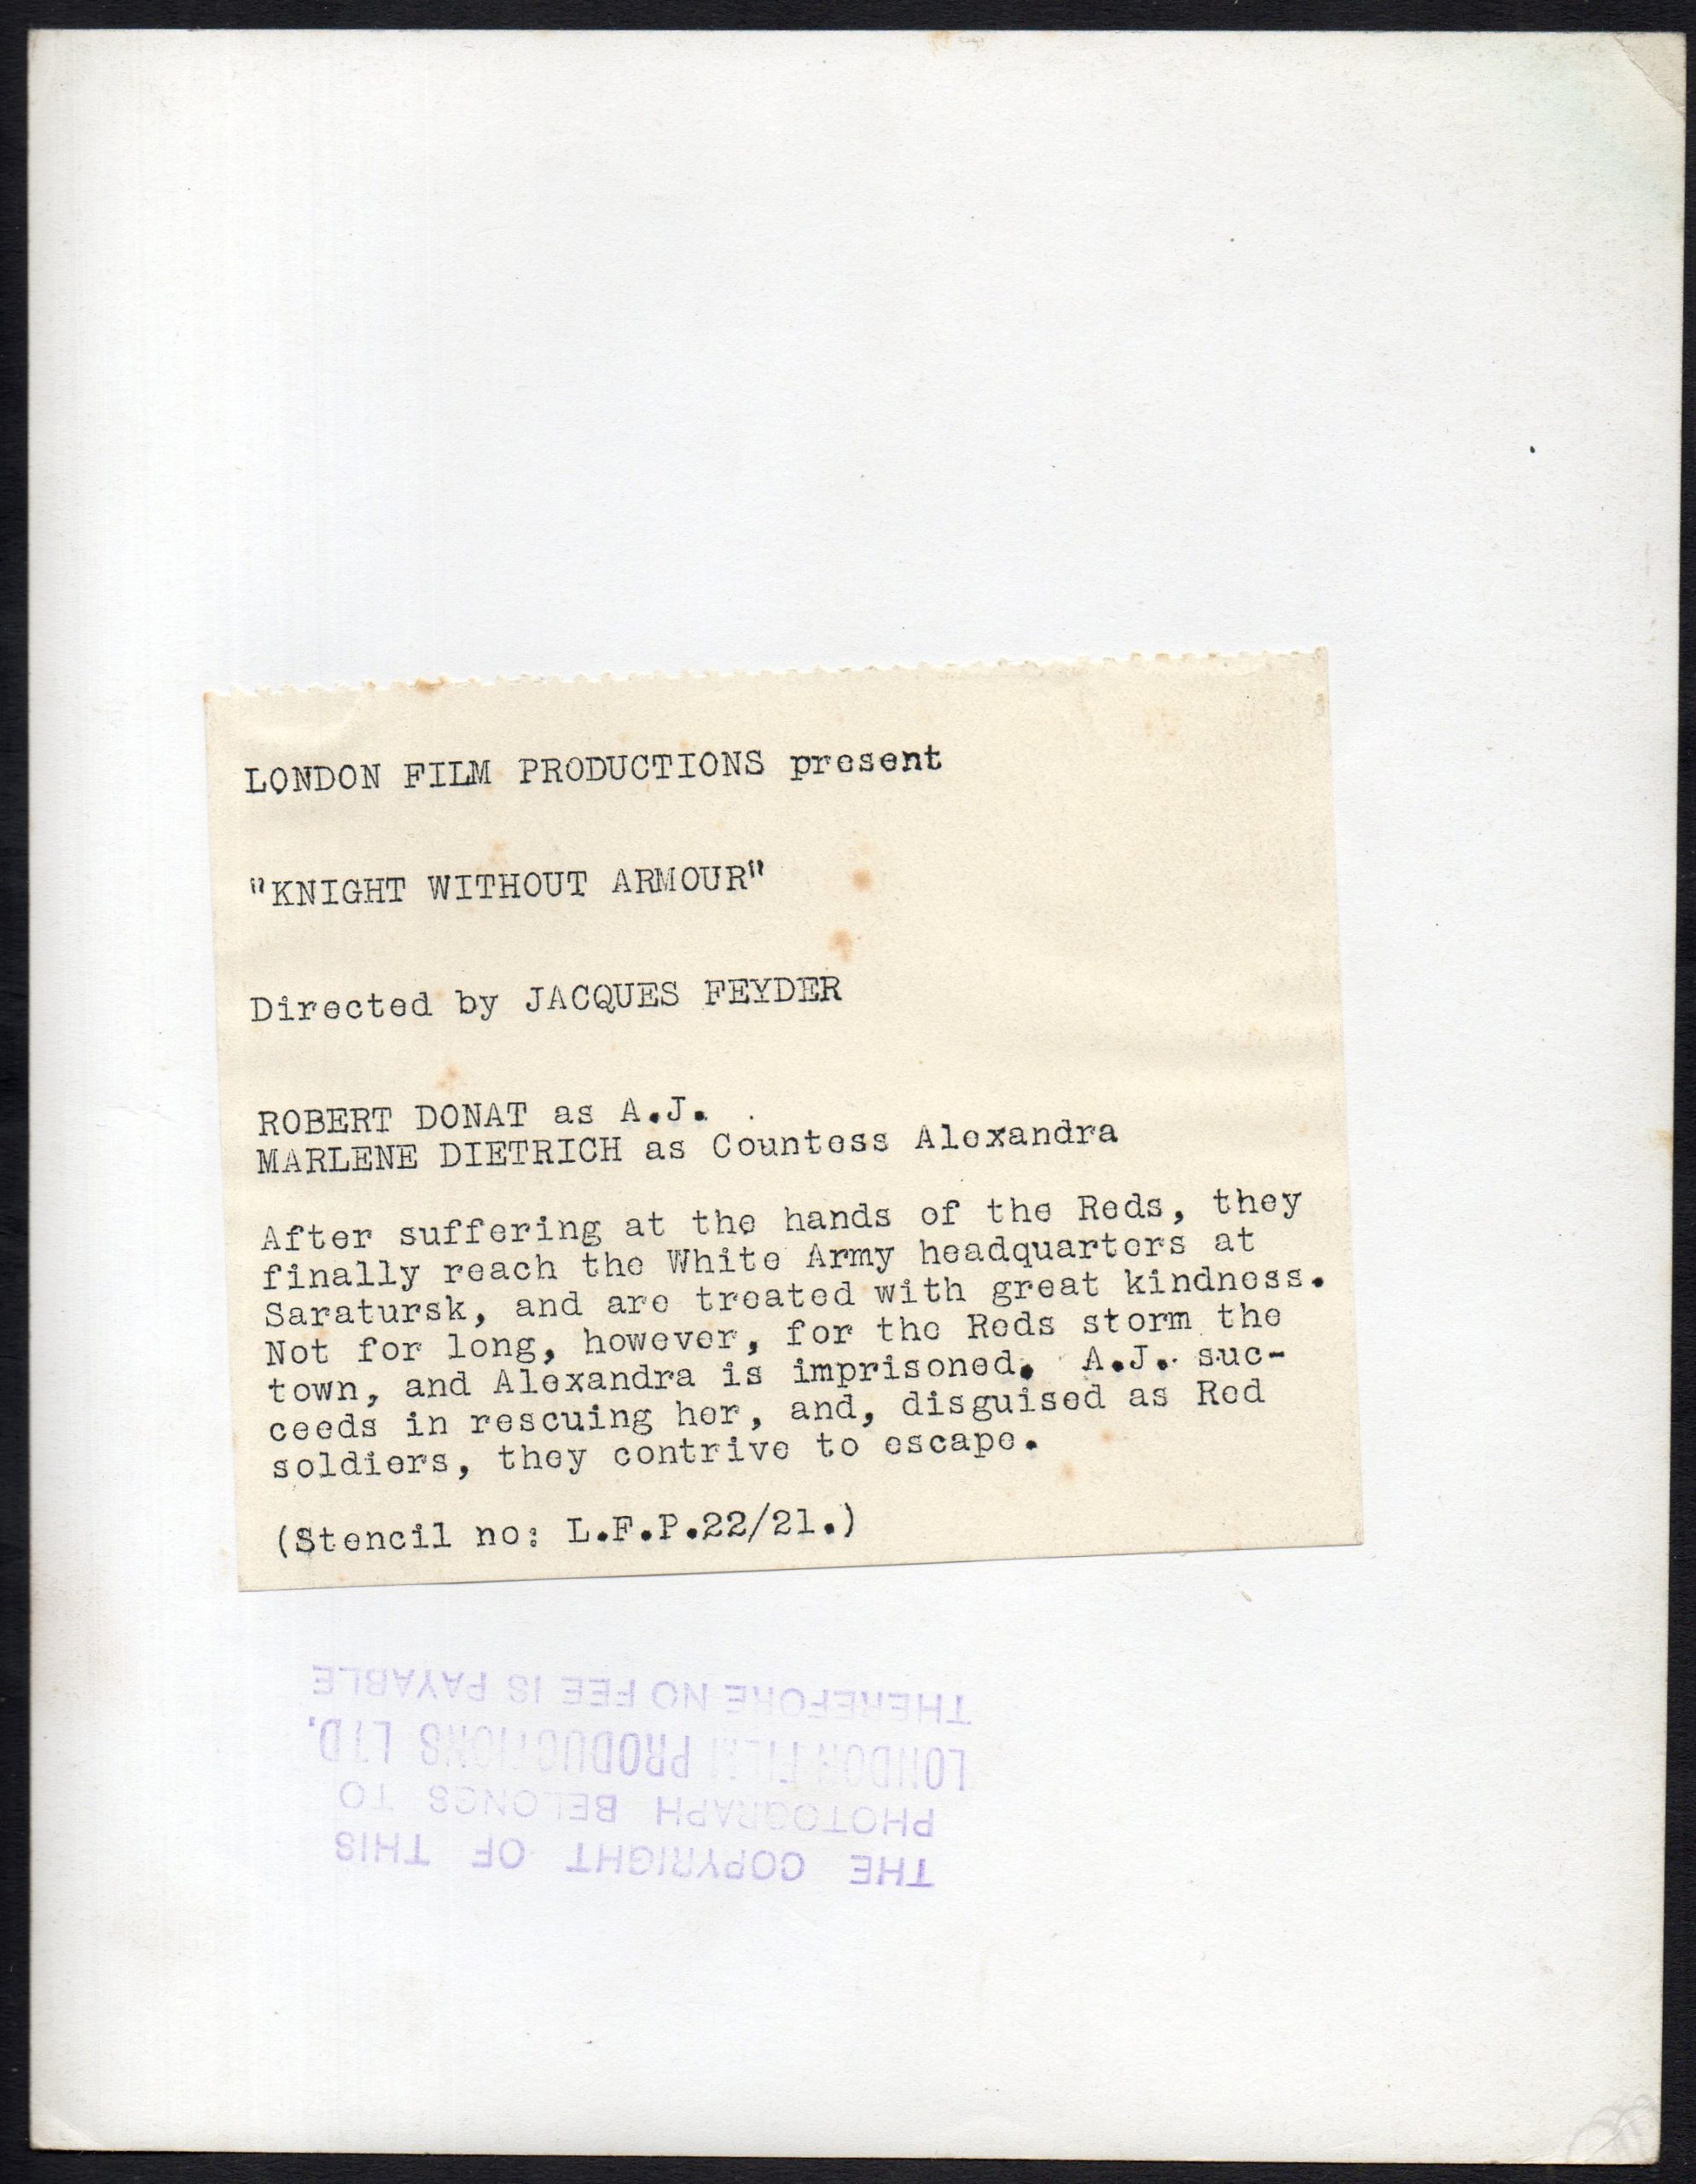 LONDON FILM PRODUCTIONS present
"KNIGHT WITHOUT ARMOUR"
Directed by JACQUES FEYDER
ROBERT DONAT as A.J.
MARLENE DIETRICH as Countess Alexandra
After suffering at the hands of the Reds, they
finally reach the White Army headquarters at
Saratursk, and are treated with great kindness.
Not for long, however, for the Reds storm the
town, and Alexandra is imprisoned. A.J. suc-
ceeds in rescuing her, and, disguised as Red
soldiers, they contrive to escape.
(Stencil no: L.F.P.22/21.)
THE COPYRIGHT OF THIS
PHOTOGRAPH BELONGS TO
LONDON FILM PRODUCTIONS LTD.
THEREFORE NO FEE IS PAYABLE